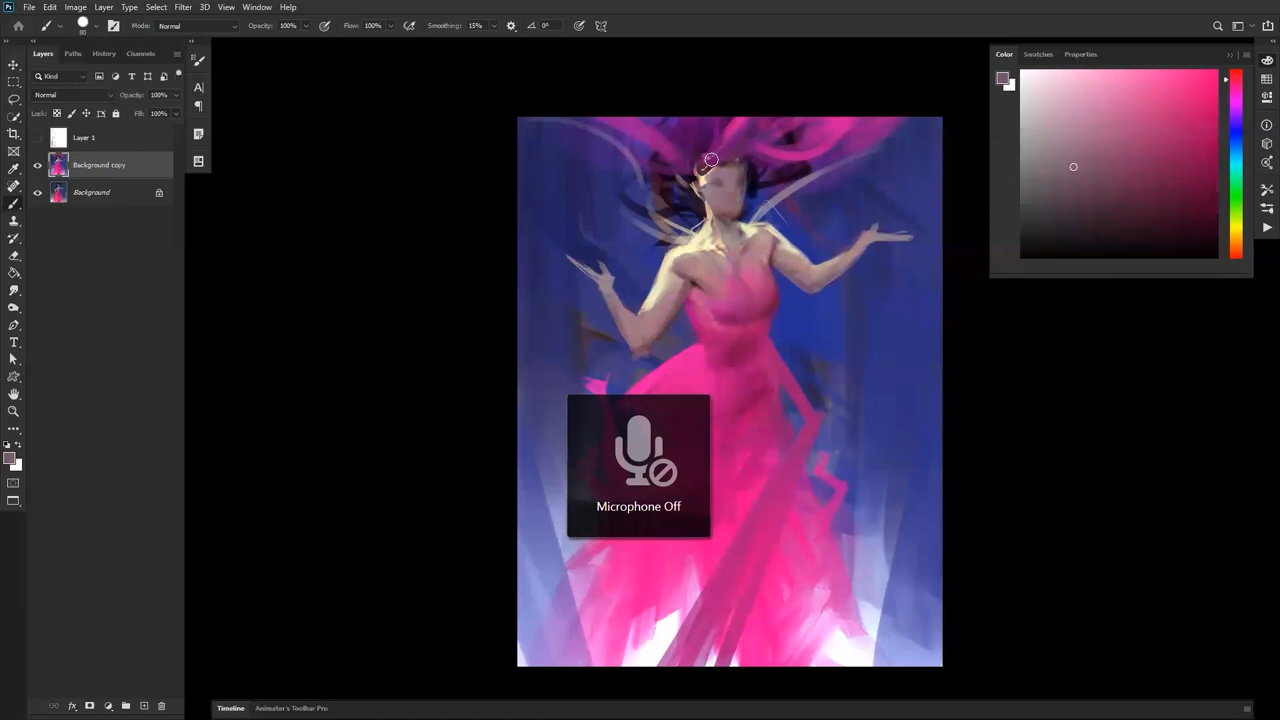 Ps File Edit Image Layer Type Select Filter 3D View Window Help
80 Mode: Normal Opacity: 100% Flow: 100% Smoothing: 15% 0°
Layers Paths History Channels
Kind
Normal Opacity: 100%
Lock: Fill: 100%
Layer 1
Background copy
Background
Color Swatches Properties
Microphone Off
Timeline Animator's Toolbar Pro